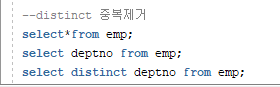 --distinct 중복제거
select*from emp;
select deptno from emp;
select distinct deptno from emp;